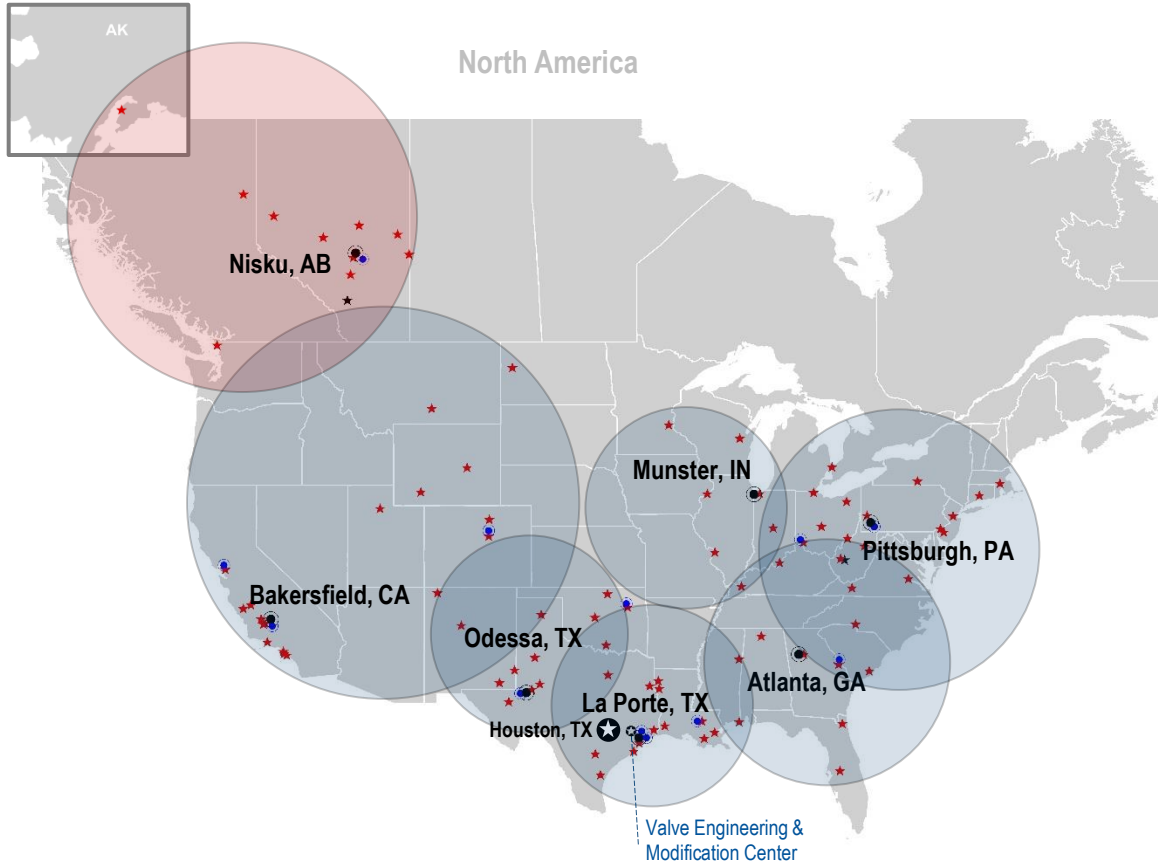 AK
North America
Nisku, AB
Munster, IN
Pittsburgh, PA
Bakersfield, CA
Odessa, TX
Atlanta, GA
La Porte, TX
Houston, TX
Valve Engineering &
Modification Center